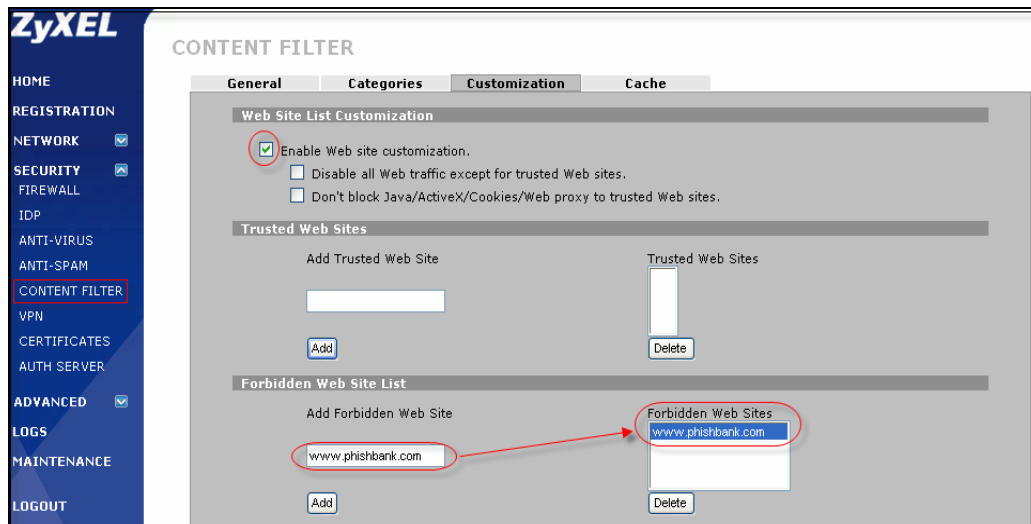 ZyXEL
HOME
REGISTRATION
NETWORK
SECURITY
FIREWALL
IDP
ANTI-VIRUS
ANTI-SPAM
CONTENT FILTER
VPN
CERTIFICATES
AUTH SERVER
ADVANCED
LOGS
MAINTENANCE
LOGOUT
CONTENT FILTER
General Categories Customization Cache
Web Site List Customization
Enable Web site customization.
Disable all Web traffic except for trusted Web sites.
Don't block Java/ActiveX/Cookies/Web proxy to trusted Web sites.
Trusted Web Sites
Add Trusted Web Site
Trusted Web Sites
Add
Delete
Forbidden Web Site List
Add Forbidden Web Site
Forbidden Web Sites
www.phishbank.com
www.phishbank.com
Add
Delete